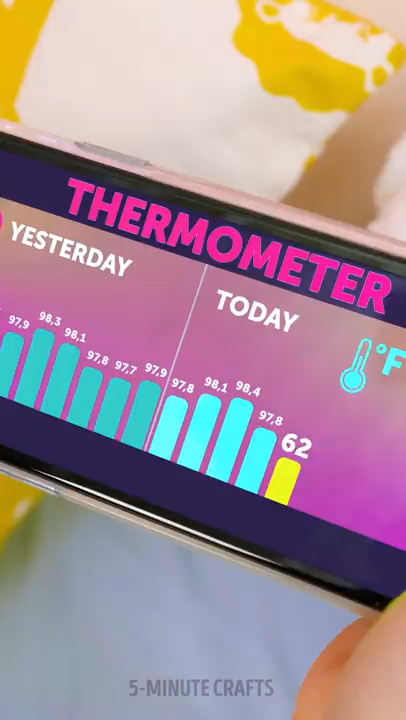 THERMOMETER
YESTERDAY
TODAY
°F
97,9
98,3
98,1
97,8
97,7
97,9
97,8
98,1
98,4
97,8
62
5-MINUTE CRAFTS